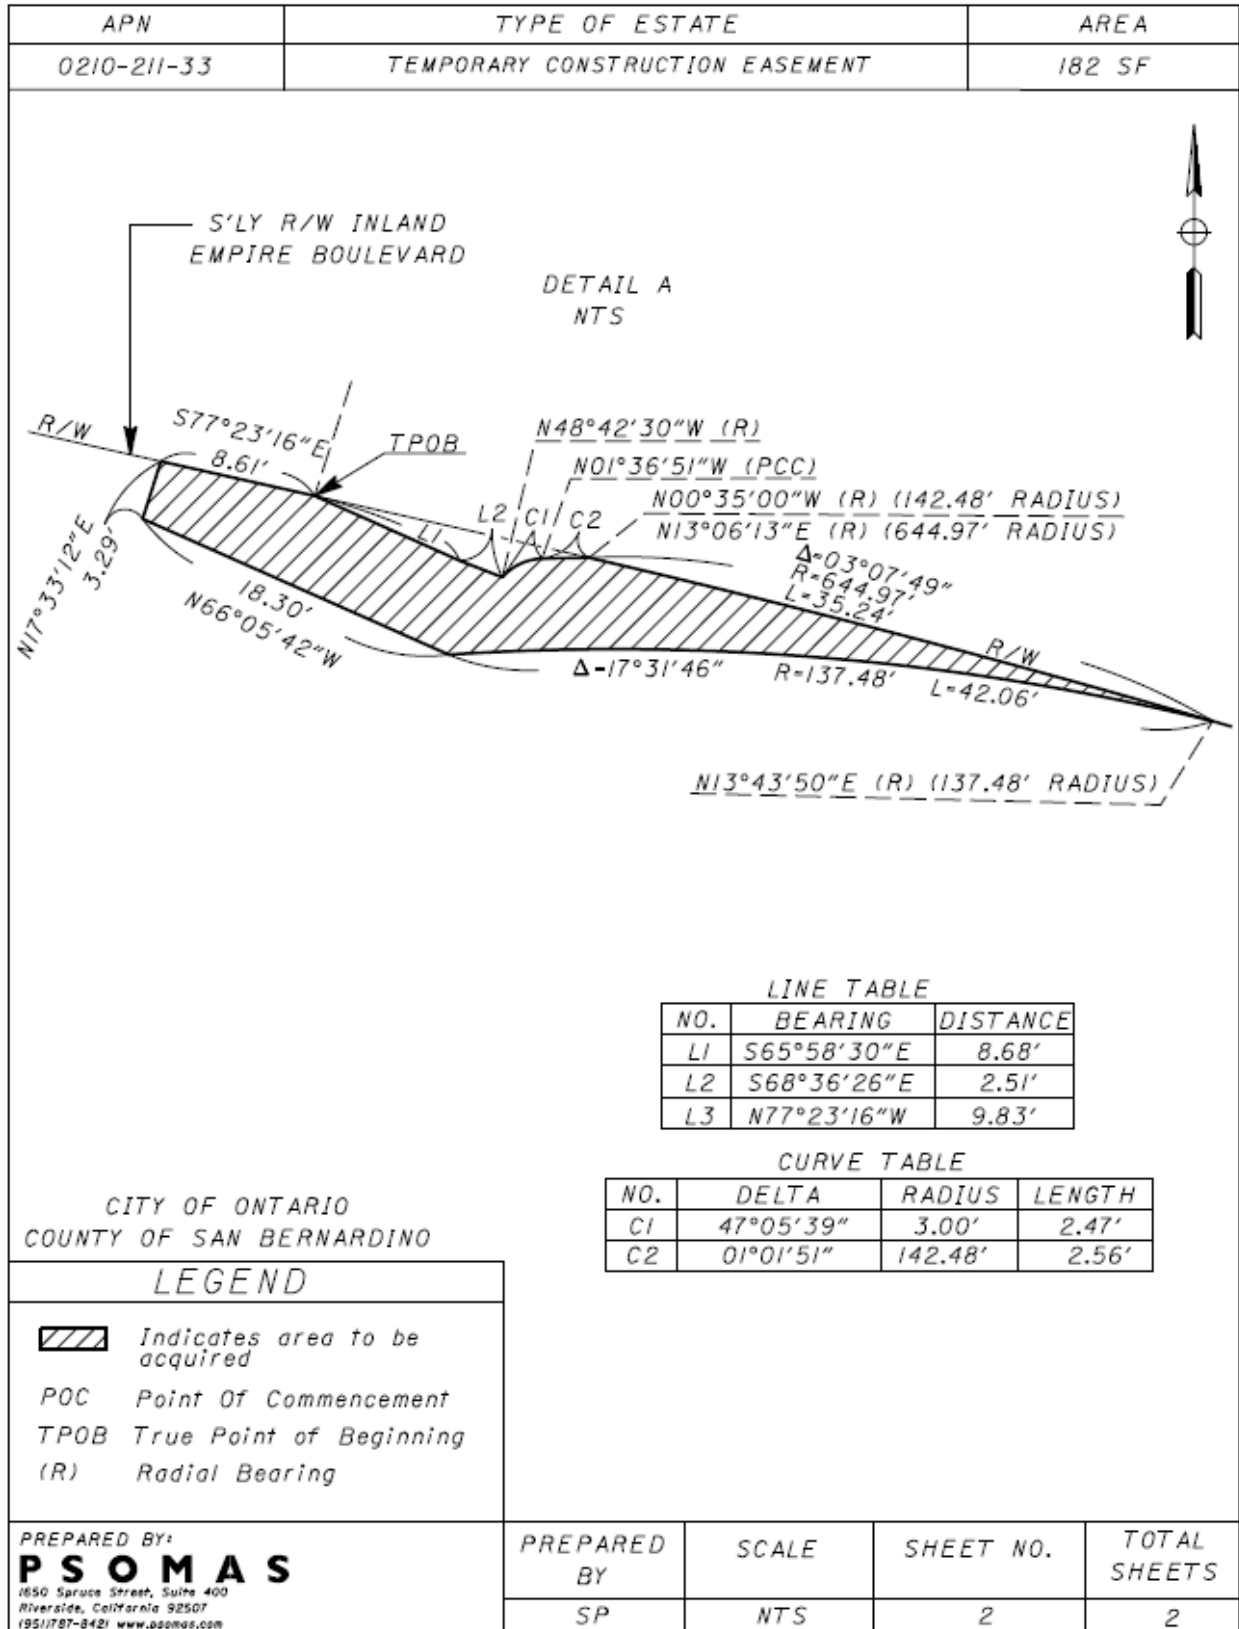 APN TYPE OF ESTATE AREA
0210-211-33 TEMPORARY CONSTRUCTION EASEMENT 182 SF
S'LY R/W INLAND
EMPIRE BOULEVARD
DETAIL A
NTS
R/W
S77°23'16"E
8.61'
TPOB
N48°42'30"W (R)
N01°36'51"W (PCC)
N00°35'00"W (R) (142.48' RADIUS)
N13°06'13"E (R) (644.97' RADIUS)
L1
L2
C1
C2
Δ=03°07'49"
R=644.97'
L=35.24'
R/W
N17°33'12"E
3.29'
18.30'
N66°05'42"W
Δ=17°31'46" R=137.48' L=42.06'
N13°43'50"E (R) (137.48' RADIUS)
LINE TABLE
NO. BEARING DISTANCE
L1 S65°58'30"E 8.68'
L2 S68°36'26"E 2.51'
L3 N77°23'16"W 9.83'
CURVE TABLE
NO. DELTA RADIUS LENGTH
C1 47°05'39" 3.00' 2.47'
C2 01°01'51" 142.48' 2.56'
CITY OF ONTARIO
COUNTY OF SAN BERNARDINO
LEGEND
Indicates area to be
acquired
POC Point Of Commencement
TPOB True Point of Beginning
(R) Radial Bearing
PREPARED BY:
PSOMAS
1650 Spruce Street, Suite 400
Riverside, California 92507
(951)787-8421 www.psomas.com
PREPARED BY SCALE SHEET NO. TOTAL SHEETS
SP NTS 2 2